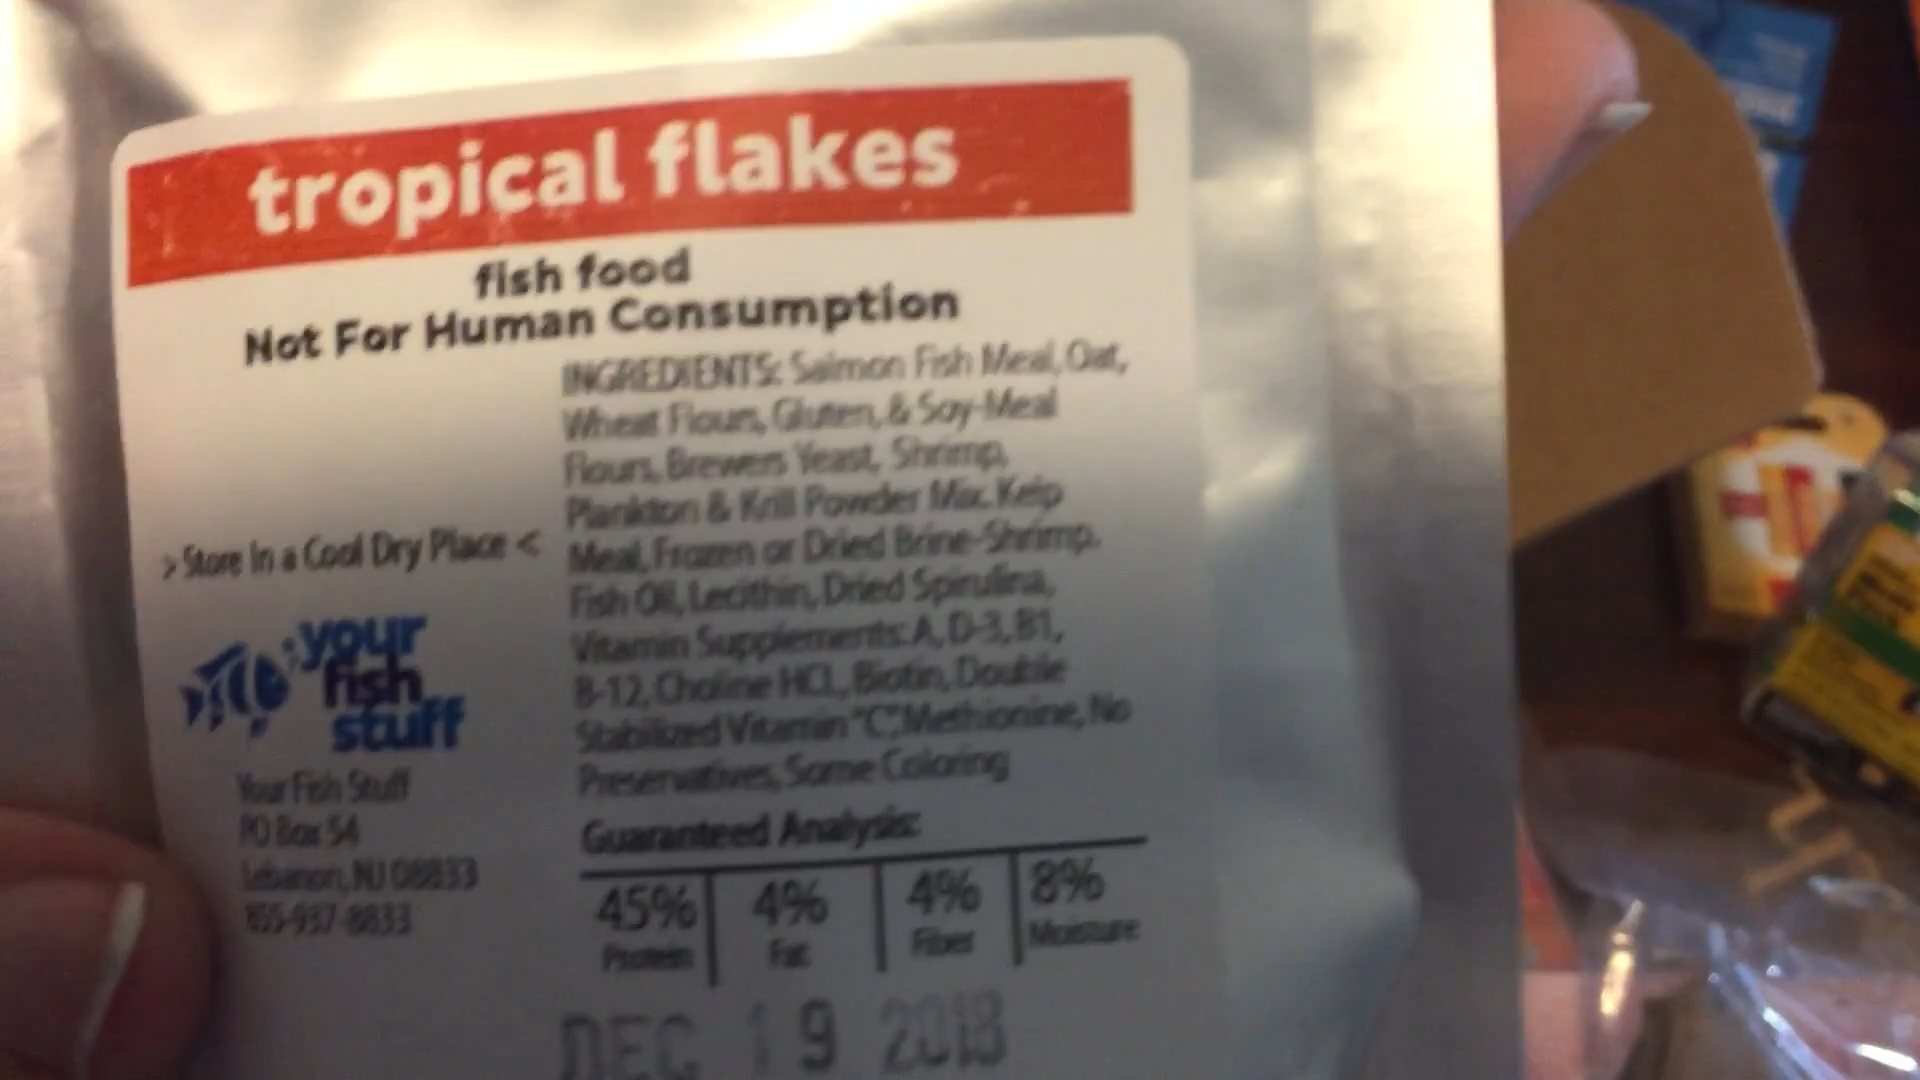 tropical flakes
fish food
Not For Human Consumption
INGREDIENTS: Salmon Fish Meal, Oat,
Wheat Flours, Gluten, & Soy-Meal
Flours, Brewers Yeast, Shrimp,
Plankton & Krill Powder Mix. Kelp
Meal, Frozen or Dried Brine-Shrimp,
Fish Oil, Lecithin, Dried Spirulina,
Vitamin Supplements: A, D-3, B1,
B-12, Choline HCL, Biotin, Double
Stabilized Vitamin "C", Methionine, No
Preservatives, Some Coloring
> Store In a Cool Dry Place <
your
fish
stuff
Your Fish Stuff
PO Box 54
Lebanon, NJ 08833
855-937-8833
Guaranteed Analysis:
45% 4% 4% 8%
Protein Fat Fiber Moisture
DEC 19 2018